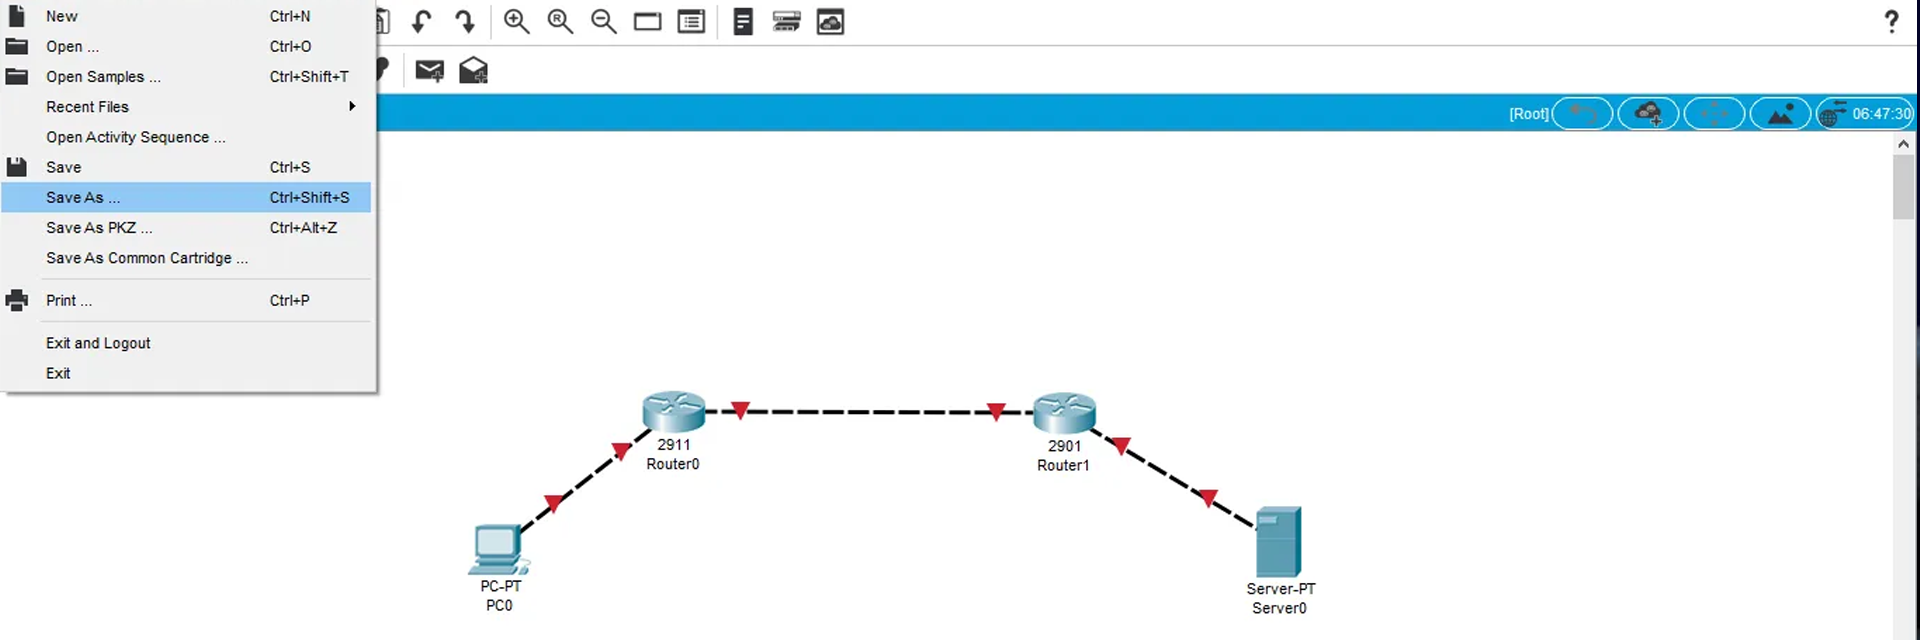 New Ctrl+N
Open ... Ctrl+O
Open Samples ... Ctrl+Shift+T
Recent Files
Open Activity Sequence ...
Save Ctrl+S
Save As ... Ctrl+Shift+S
Save As PKZ ... Ctrl+Alt+Z
Save As Common Cartridge ...
Print ... Ctrl+P
Exit and Logout
Exit
R
?
[Root]
06:47:30
2911
Router0
2901
Router1
PC-PT
PC0
Server-PT
Server0